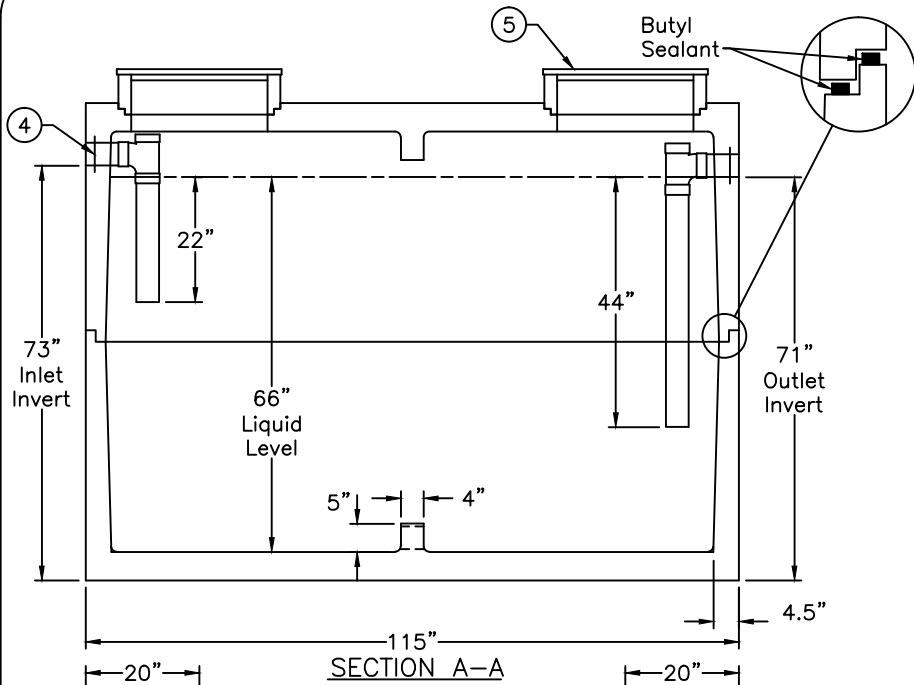 5
Butyl
Sealant
4
22”
44”
73”
Inlet
Invert
66”
Liquid
Level
71”
Outlet
Invert
5”
4”
4.5”
115”
SECTION A–A
20”
20”